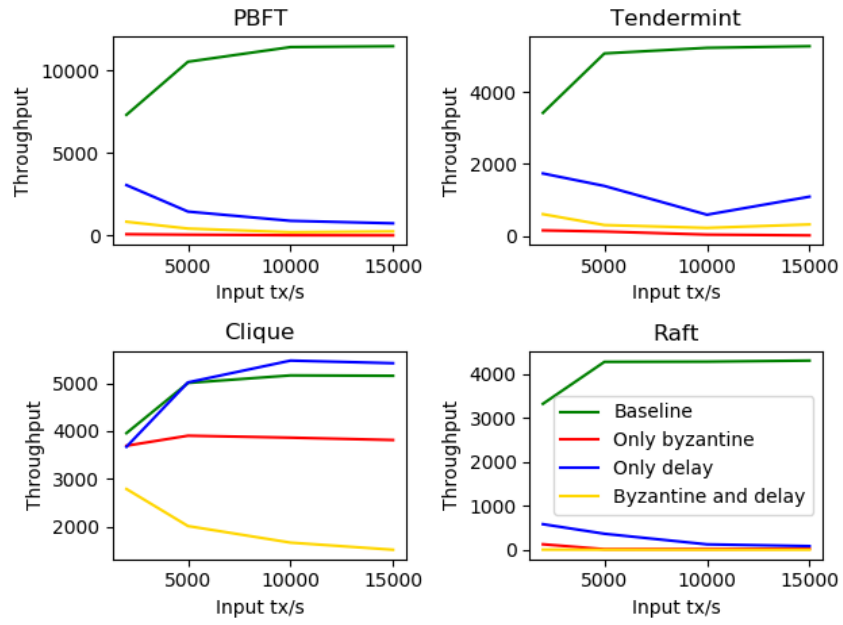 PBFT
Throughput
10000
5000
0
5000 10000 15000
Input tx/s
Tendermint
Throughput
4000
2000
0
5000 10000 15000
Input tx/s
Clique
Throughput
5000
4000
3000
2000
5000 10000 15000
Input tx/s
Raft
Throughput
4000
3000
2000
1000
0
Baseline
Only byzantine
Only delay
Byzantine and delay
5000 10000 15000
Input tx/s